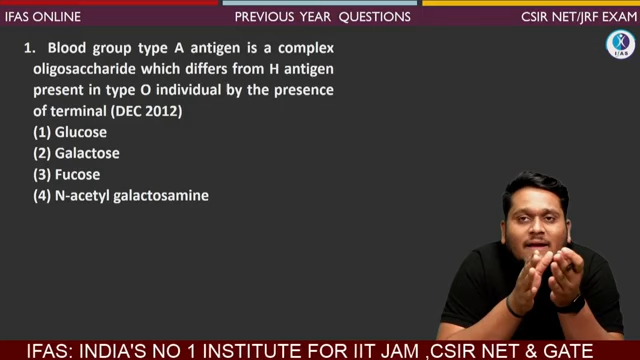 IFAS ONLINE PREVIOUS YEAR QUESTIONS CSIR NET/JRF EXAM
1. Blood group type A antigen is a complex
oligosaccharide which differs from H antigen
present in type O individual by the presence
of terminal (DEC 2012)
(1) Glucose
(2) Galactose
(3) Fucose
(4) N-acetyl galactosamine
IFAS
IFAS: INDIA'S NO 1 INSTITUTE FOR IIT JAM ,CSIR NET & GATE